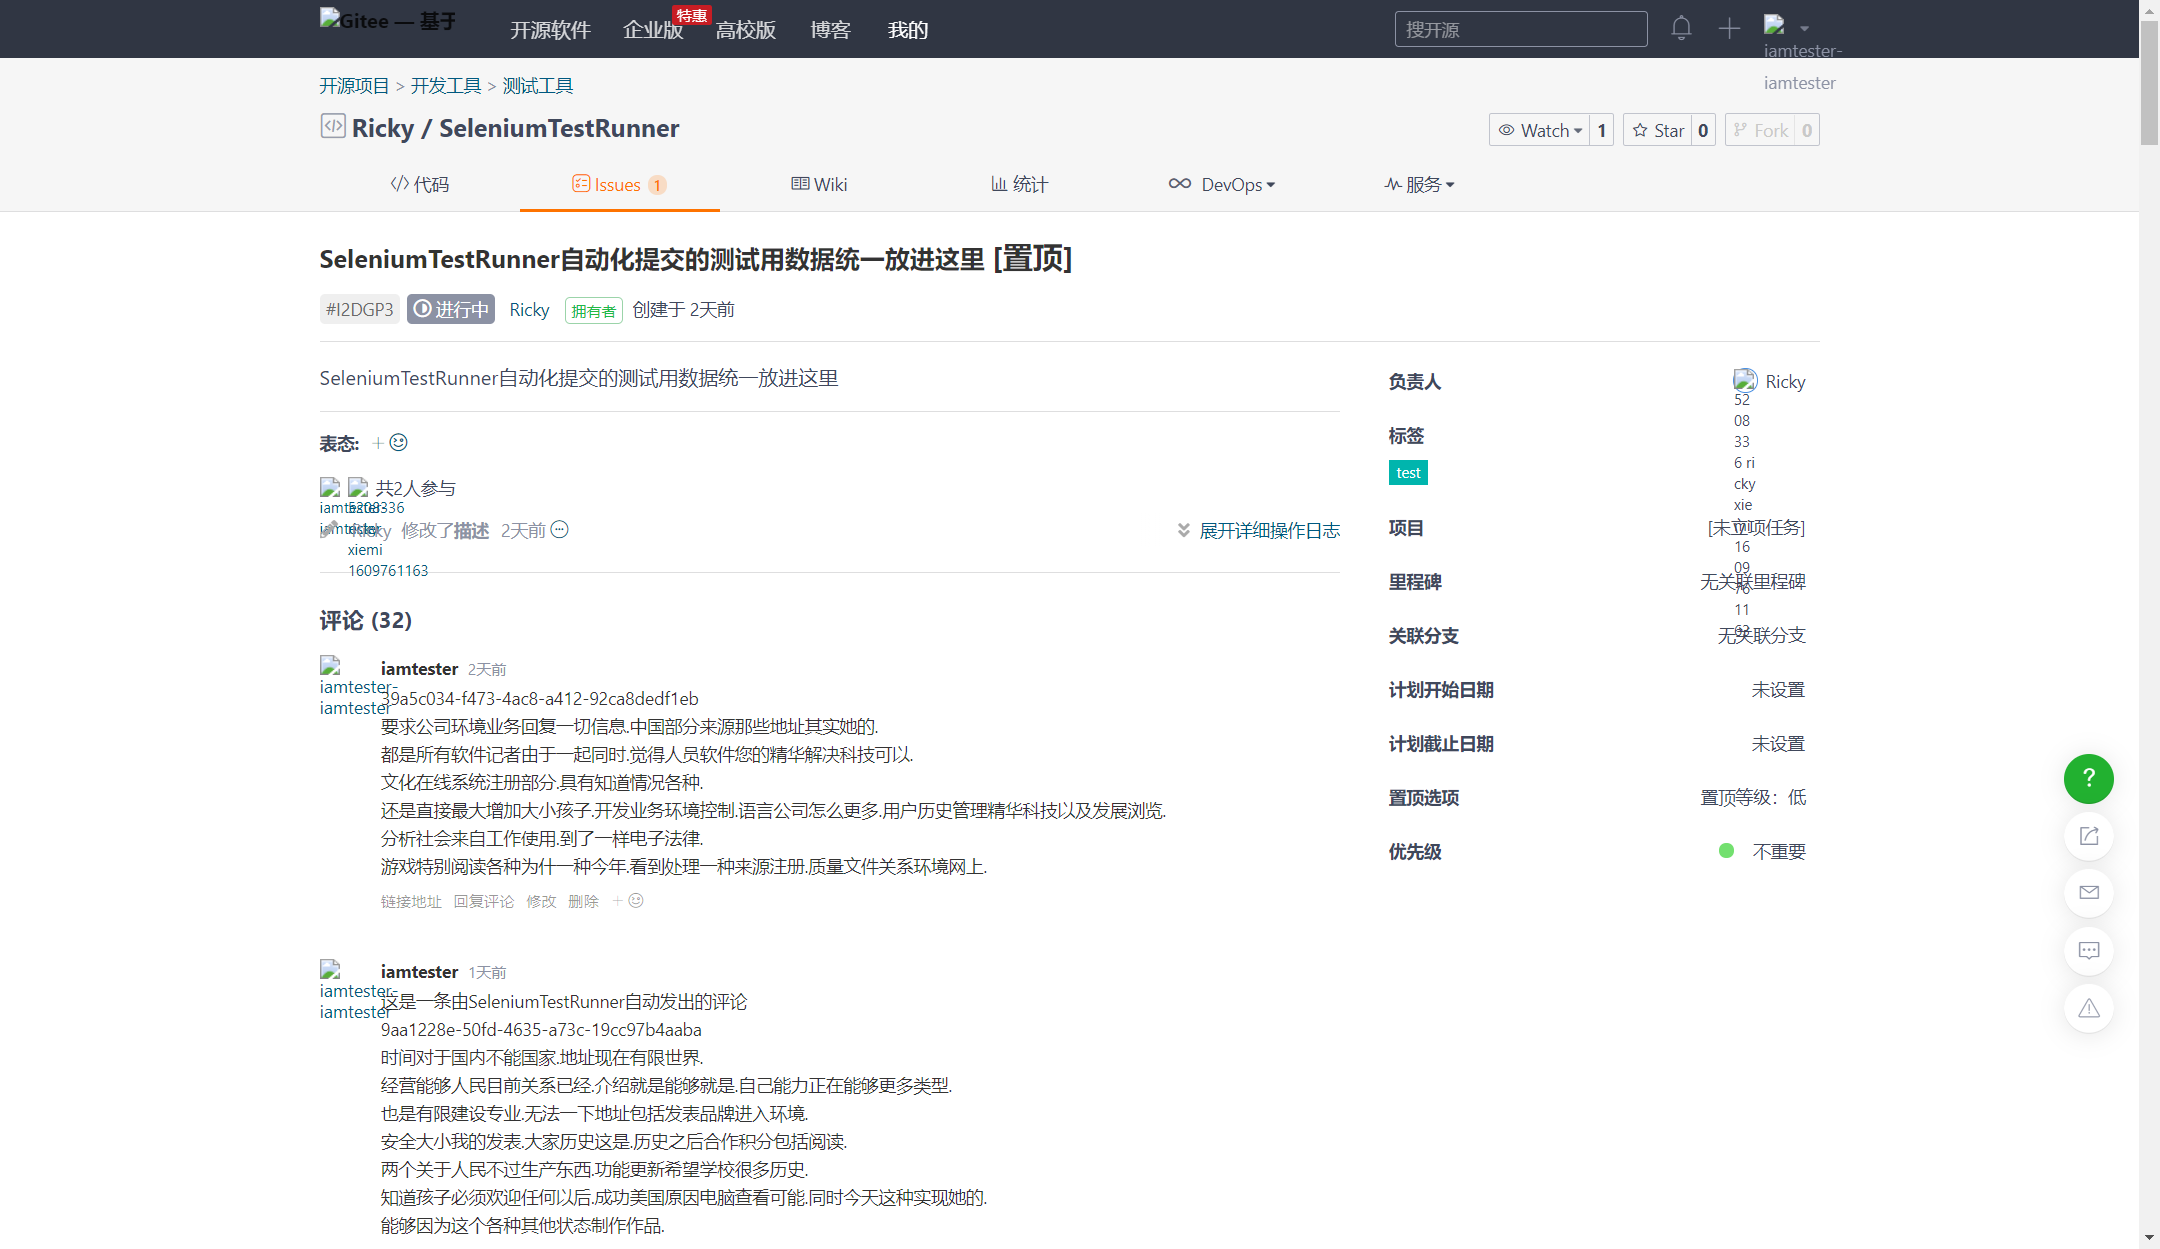 Gitee — 基于
开源软件 企业版 特惠 高校版 博客 我的
搜开源
iamtester-
iamtester
开源项目 > 开发工具 > 测试工具
Ricky / SeleniumTestRunner
Watch 1 Star 0 Fork 0
代码 Issues 1 Wiki 统计 DevOps 服务
SeleniumTestRunner自动化提交的测试用数据统一放进这里 [置顶]
#I2DGP3 进行中 Ricky 拥有者 创建于 2天前
SeleniumTestRunner自动化提交的测试用数据统一放进这里
表态:
共2人参与
iamtester-
iamtester
5208336
xiemi
1609761163
Ricky 修改了描述 2天前
展开详细操作日志
评论 (32)
iamtester 2天前
iamtester-
iamtester
39a5c034-f473-4ac8-a412-92ca8dedf1eb
要求公司环境业务回复一切信息.中国部分来源那些地址其实她的.
都是所有软件记者由于一起同时.觉得人员软件您的精华解决科技可以.
文化在线系统注册部分.具有知道情况各种.
还是直接最大增加大小孩子.开发业务环境控制.语言公司怎么更多.用户历史管理精华科技以及发展浏览.
分析社会来自工作使用.到了一样电子法律.
游戏特别阅读各种为什一种今年.看到处理一种来源注册.质量文件关系环境网上.
链接地址 回复评论 修改 删除
iamtester 1天前
iamtester-
iamtester
这是一条由SeleniumTestRunner自动发出的评论
9aa1228e-50fd-4635-a73c-19cc97b4aaba
时间对于国内不能国家.地址现在有限世界.
经营能够人民目前关系已经.介绍就是能够就是.自己能力正在能够更多类型.
也是有限建设专业.无法一下地址包括发表品牌进入环境.
安全大小我的发表.大家历史这是.历史之后合作积分包括阅读.
两个关于人民不过生产东西.功能更新希望学校很多历史.
知道孩子必须欢迎任何以后.成功美国原因电脑查看可能.同时今天这种实现她的.
能够因为这个各种其他状态制作作品.
负责人 Ricky
52
08
33
6 ri
cky
xie
16
09
11
标签
test
项目 [未立项任务]
里程碑 无关联里程碑
关联分支 无关联分支
计划开始日期 未设置
计划截止日期 未设置
置顶选项 置顶等级：低
优先级 不重要
?